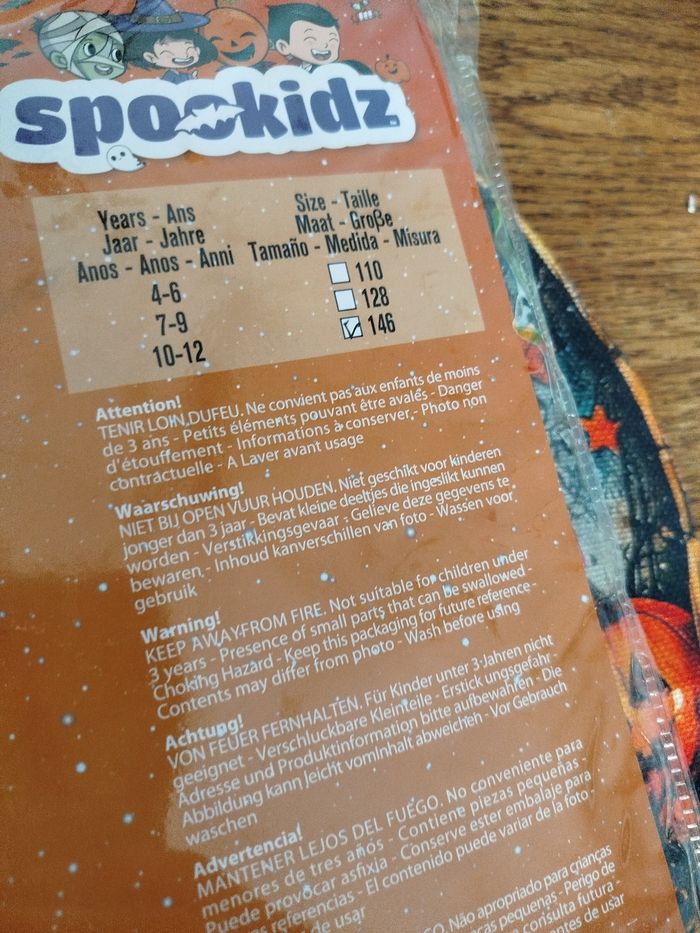 spookidz
Years - Ans
Jaar - Jahre
Anos - Anos - Anni
4-6
7-9
10-12
Size - Taille
Maat - Große
Tamaño - Medida - Misura
110
128
146
Attention!
TENIR LOIN,DUFEU. Ne convient pas aux enfants de moins
de 3 ans - Petits éléments pouvant être avalés - Danger
d'étouffement - Informations à conserver - Photo non
contractuelle - A Laver avant usage
Waarschuwing!
NIET BIJ OPEN VUUR HOUDEN. Niet geschikt voor kinderen
jonger dan 3 jaar - Bevat kleine deeltjes die ingeslikt kunnen
worden - Verstikkingsgevaar - Gelieve deze gegevens te
bewaren - Inhoud kanverschillen van foto - Wassen voor
gebruik
Warning!
KEEP AWAYFROM FIRE. Not suitable for children under
3 years - Presence of small parts that can be swallowed -
Choking Hazard - Keep this packaging for future reference -
Contents may differ from photo - Wash before using
Achtung!
VON FEUER FERNHALTEN. Für Kinder unter 3 Jahren nicht
geeignet - Verschluckbare Kleinteile - Erstick ungsgefahr -
Adresse und Produktinformation bitte aufbewahren - Die
Abbildung kann leicht vomInhalt abweichen - Vor Gebrauch
waschen
Advertencia!
MANTENER LEJOS DEL FUEGO. No conveniente para
menores de tres años - Contiene piezas pequeñas -
Puede provocar asfixia - Conserve ester embalaje para
referencias - El contenido puede variar de la foto -
de usar
GO. Não apropriado para crianças
peças pequenas - Perigo de
consulta futura -
antes de usar